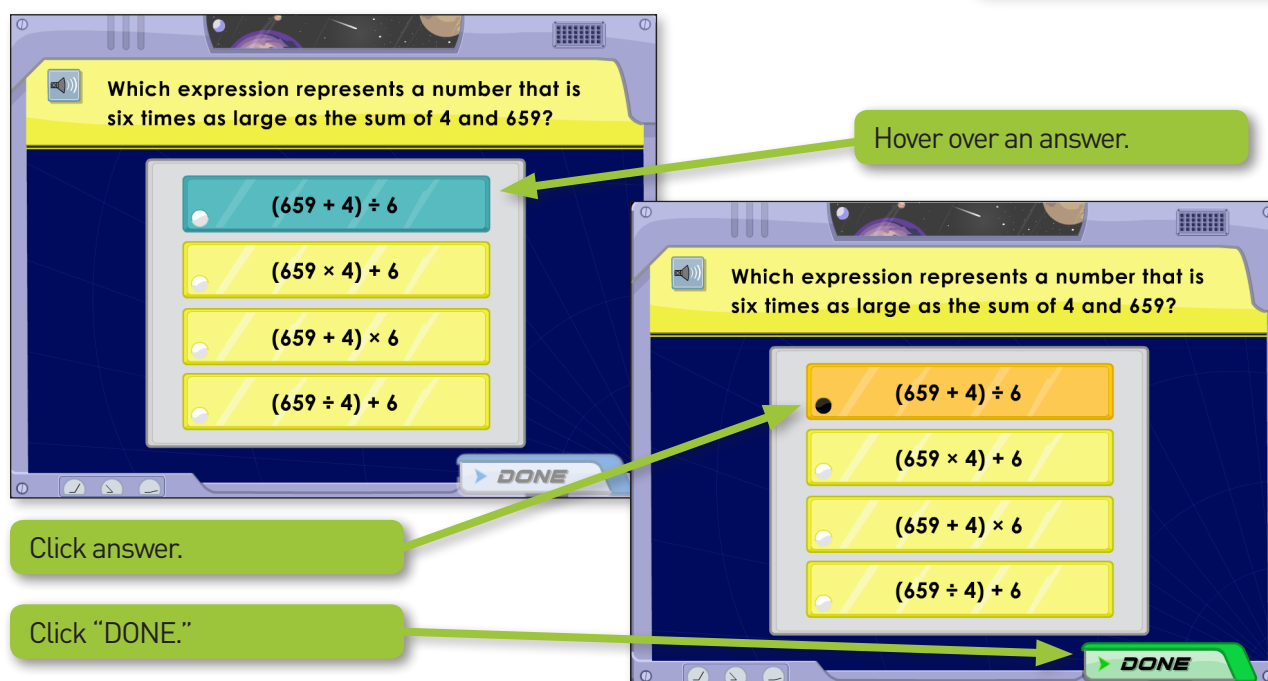 Which expression represents a number that is
six times as large as the sum of 4 and 659?
(659 + 4) ÷ 6
(659 × 4) + 6
(659 + 4) × 6
(659 ÷ 4) + 6
DONE
Hover over an answer.
Which expression represents a number that is
six times as large as the sum of 4 and 659?
(659 + 4) ÷ 6
(659 × 4) + 6
(659 + 4) × 6
(659 ÷ 4) + 6
DONE
Click answer.
Click “DONE.”